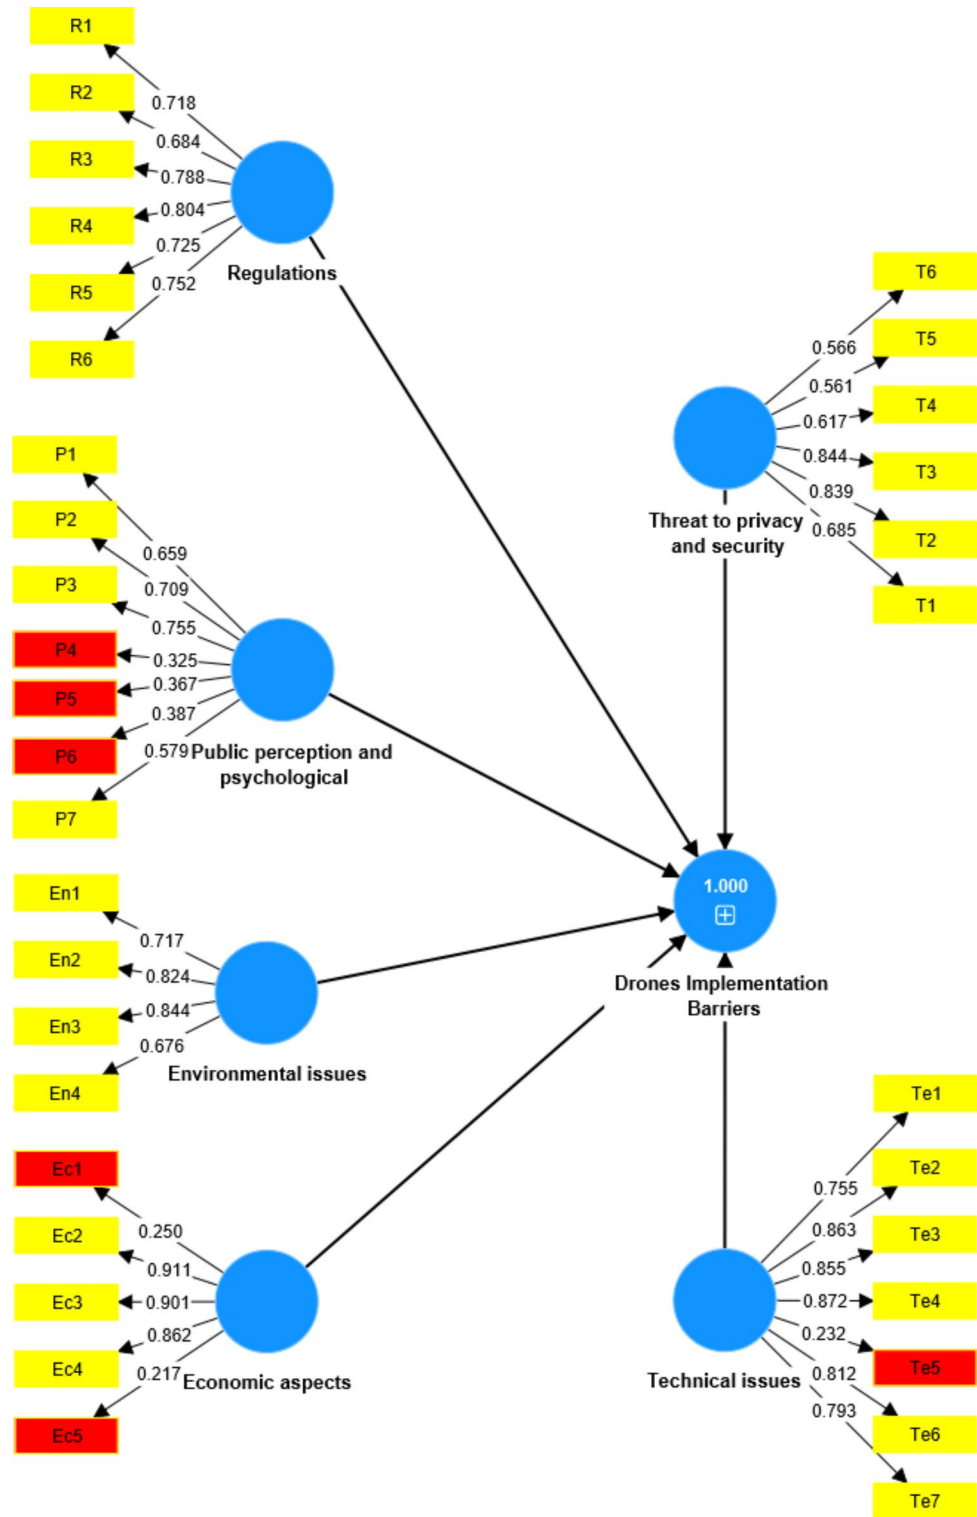 R1
R2
R3
R4
R5
R6
0.718
0.684
0.788
0.804
0.725
0.752
Regulations
P1
P2
P3
P4
P5
P6
P7
0.659
0.709
0.755
0.325
0.367
0.387
0.579
Public perception and
psychological
En1
En2
En3
En4
0.717
0.824
0.844
0.676
Environmental issues
Ec1
Ec2
Ec3
Ec4
Ec5
0.250
0.911
0.901
0.862
0.217
Economic aspects
T6
T5
T4
T3
T2
T1
0.566
0.561
0.617
0.844
0.839
0.685
Threat to privacy
and security
1.000
Drones Implementation
Barriers
Te1
Te2
Te3
Te4
Te5
Te6
Te7
0.755
0.863
0.855
0.872
0.232
0.812
0.793
Technical issues